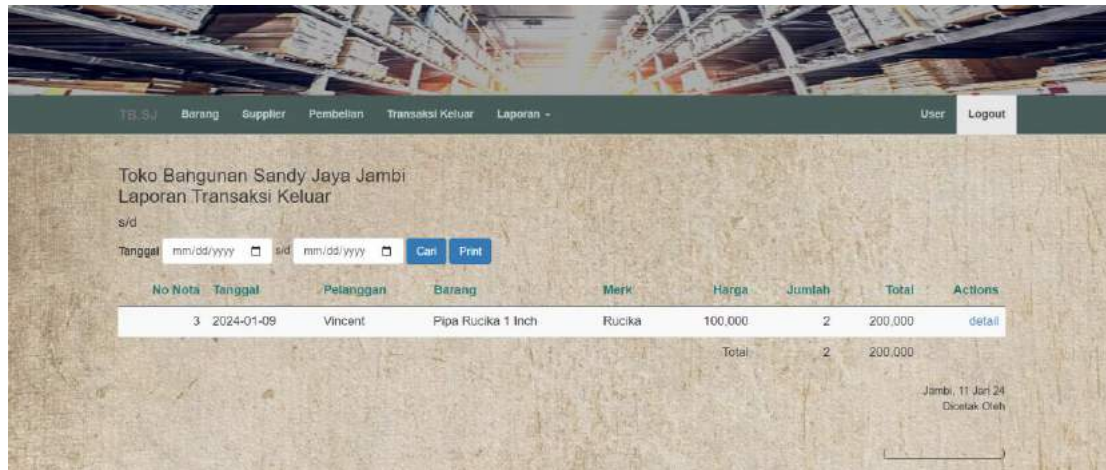 TB.SJ Barang Supplier Pembelian Transaksi Keluar Laporan User Logout
Toko Bangunan Sandy Jaya Jambi
Laporan Transaksi Keluar
s/d
Tanggal mm/dd/yyyy s/d mm/dd/yyyy Cari Print
No Nota Tanggal Pelanggan Barang Merk Harga Jumlah Total Actions
3 2024-01-09 Vincent Pipa Rucika 1 Inch Rucika 100,000 2 200,000 detail
Total 2 200,000
Jambi, 11 Jan 24
Dicetak Oleh
(                    )